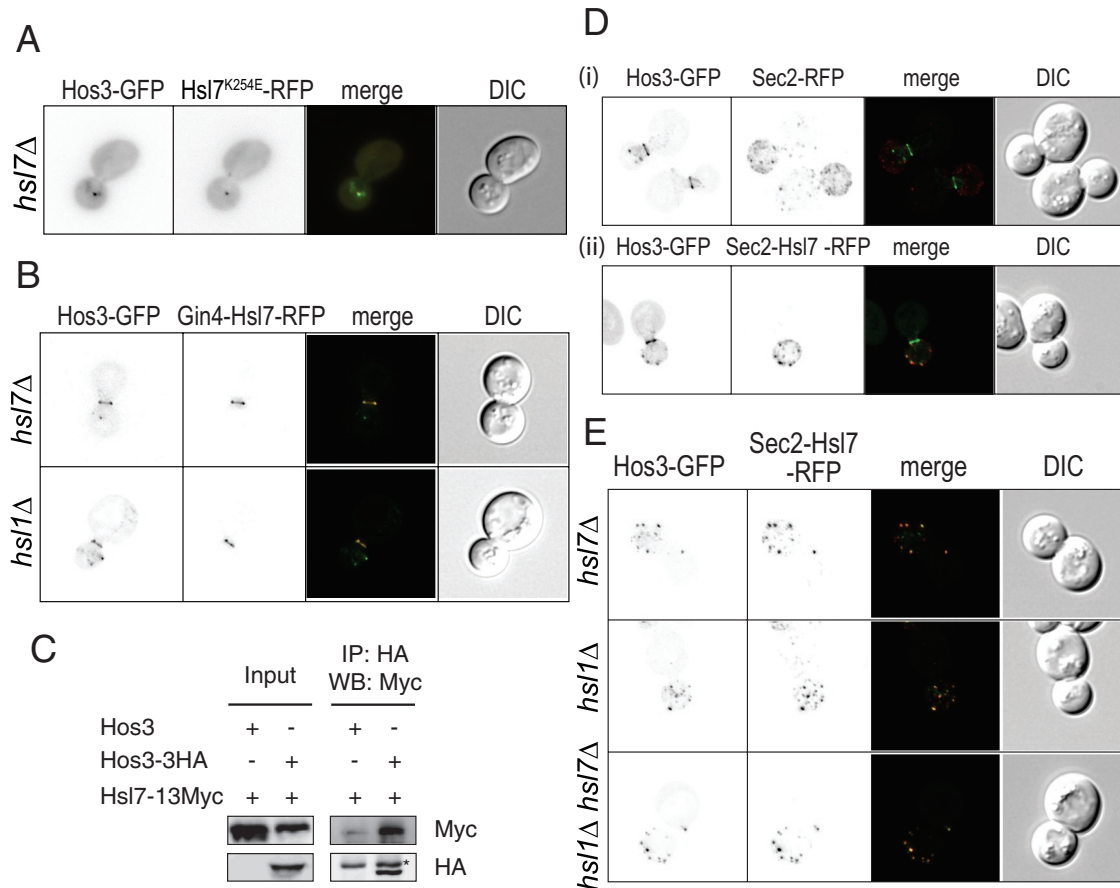 A
Hos3-GFP Hsl7K254E-RFP merge DIC
hsl7Δ
B
Hos3-GFP Gin4-Hsl7-RFP merge DIC
hsl7Δ
hsl1Δ
C
Input
IP: HA
WB: Myc
Hos3 + - + -
Hos3-3HA - + - +
Hsl7-13Myc + + + +
Myc
HA
*
D
(i) Hos3-GFP Sec2-RFP merge DIC
(ii) Hos3-GFP Sec2-Hsl7 -RFP merge DIC
E
Hos3-GFP Sec2-Hsl7 merge DIC
-RFP
hsl7Δ
hsl1Δ
hsl1Δ hsl7Δ